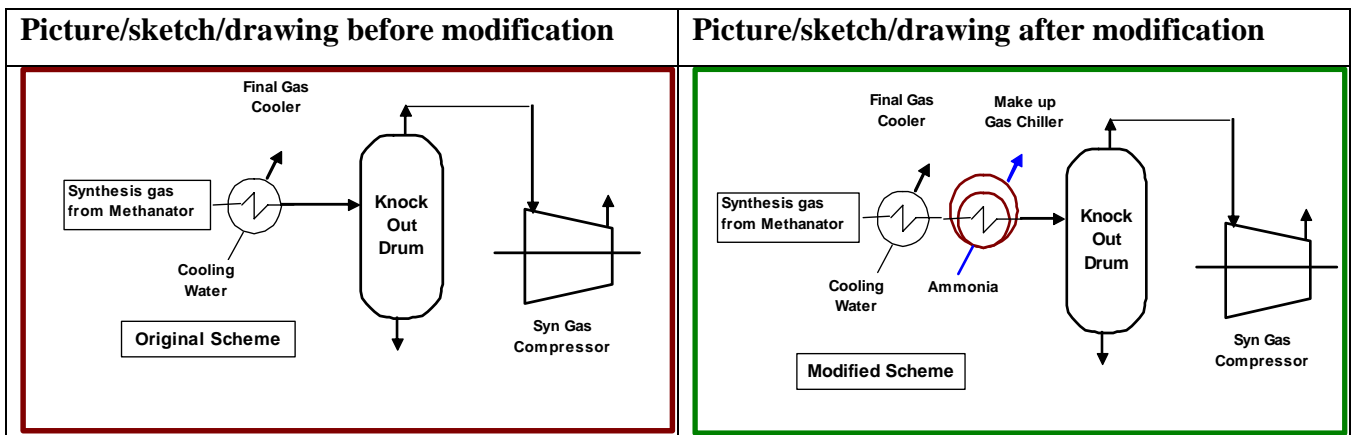 Picture/sketch/drawing before modification
Picture/sketch/drawing after modification
Final Gas
Cooler
Synthesis gas
from Methanator
Knock
Out
Drum
Cooling
Water
Original Scheme
Syn Gas
Compressor
Final Gas
Cooler
Make up
Gas Chiller
Synthesis gas
from Methanator
Knock
Out
Drum
Cooling
Water
Ammonia
Syn Gas
Compressor
Modified Scheme